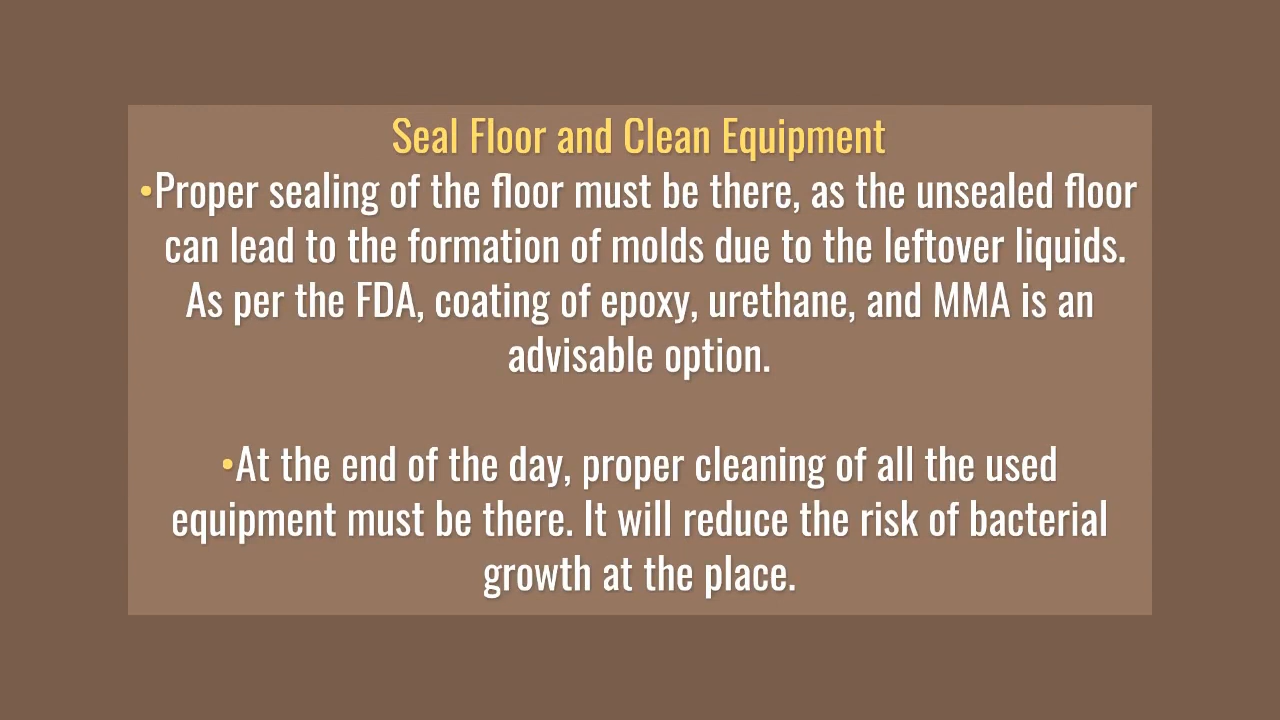 Seal Floor and Clean Equipment
•Proper sealing of the floor must be there, as the unsealed floor
can lead to the formation of molds due to the leftover liquids.
As per the FDA, coating of epoxy, urethane, and MMA is an
advisable option.
•At the end of the day, proper cleaning of all the used
equipment must be there. It will reduce the risk of bacterial
growth at the place.